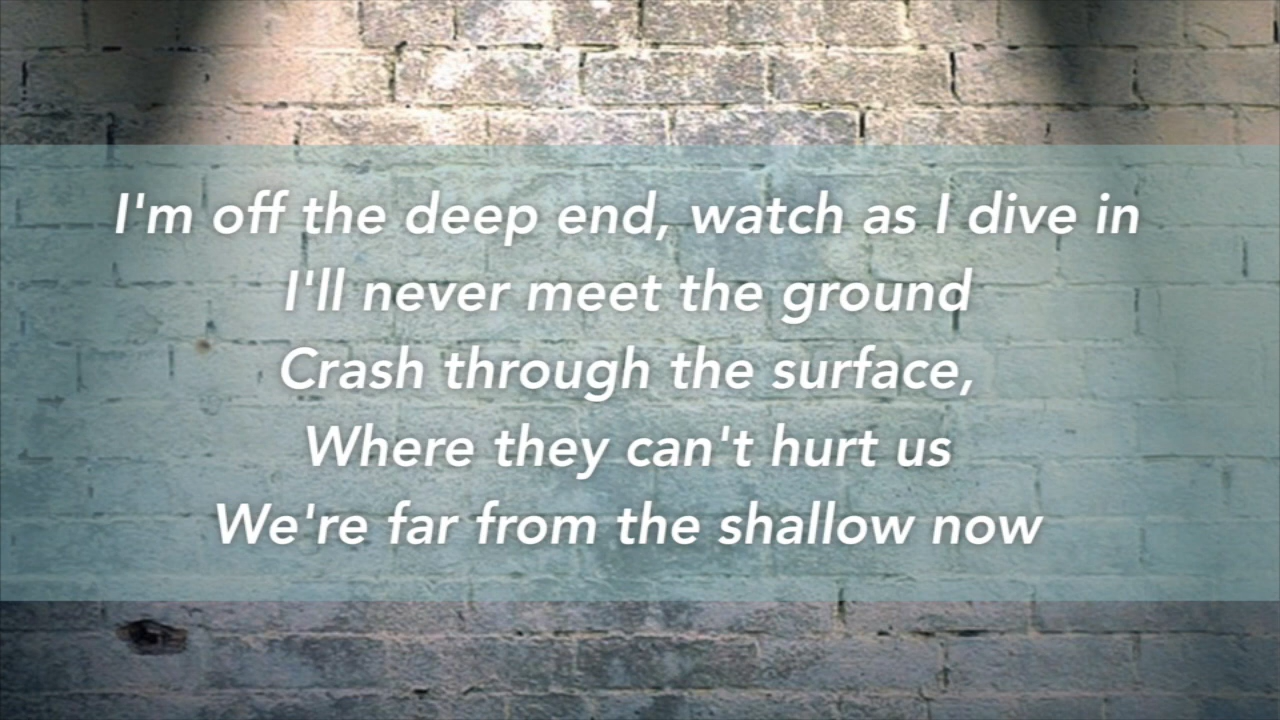 I'm off the deep end, watch as I dive in
I'll never meet the ground
Crash through the surface,
Where they can't hurt us
We're far from the shallow now